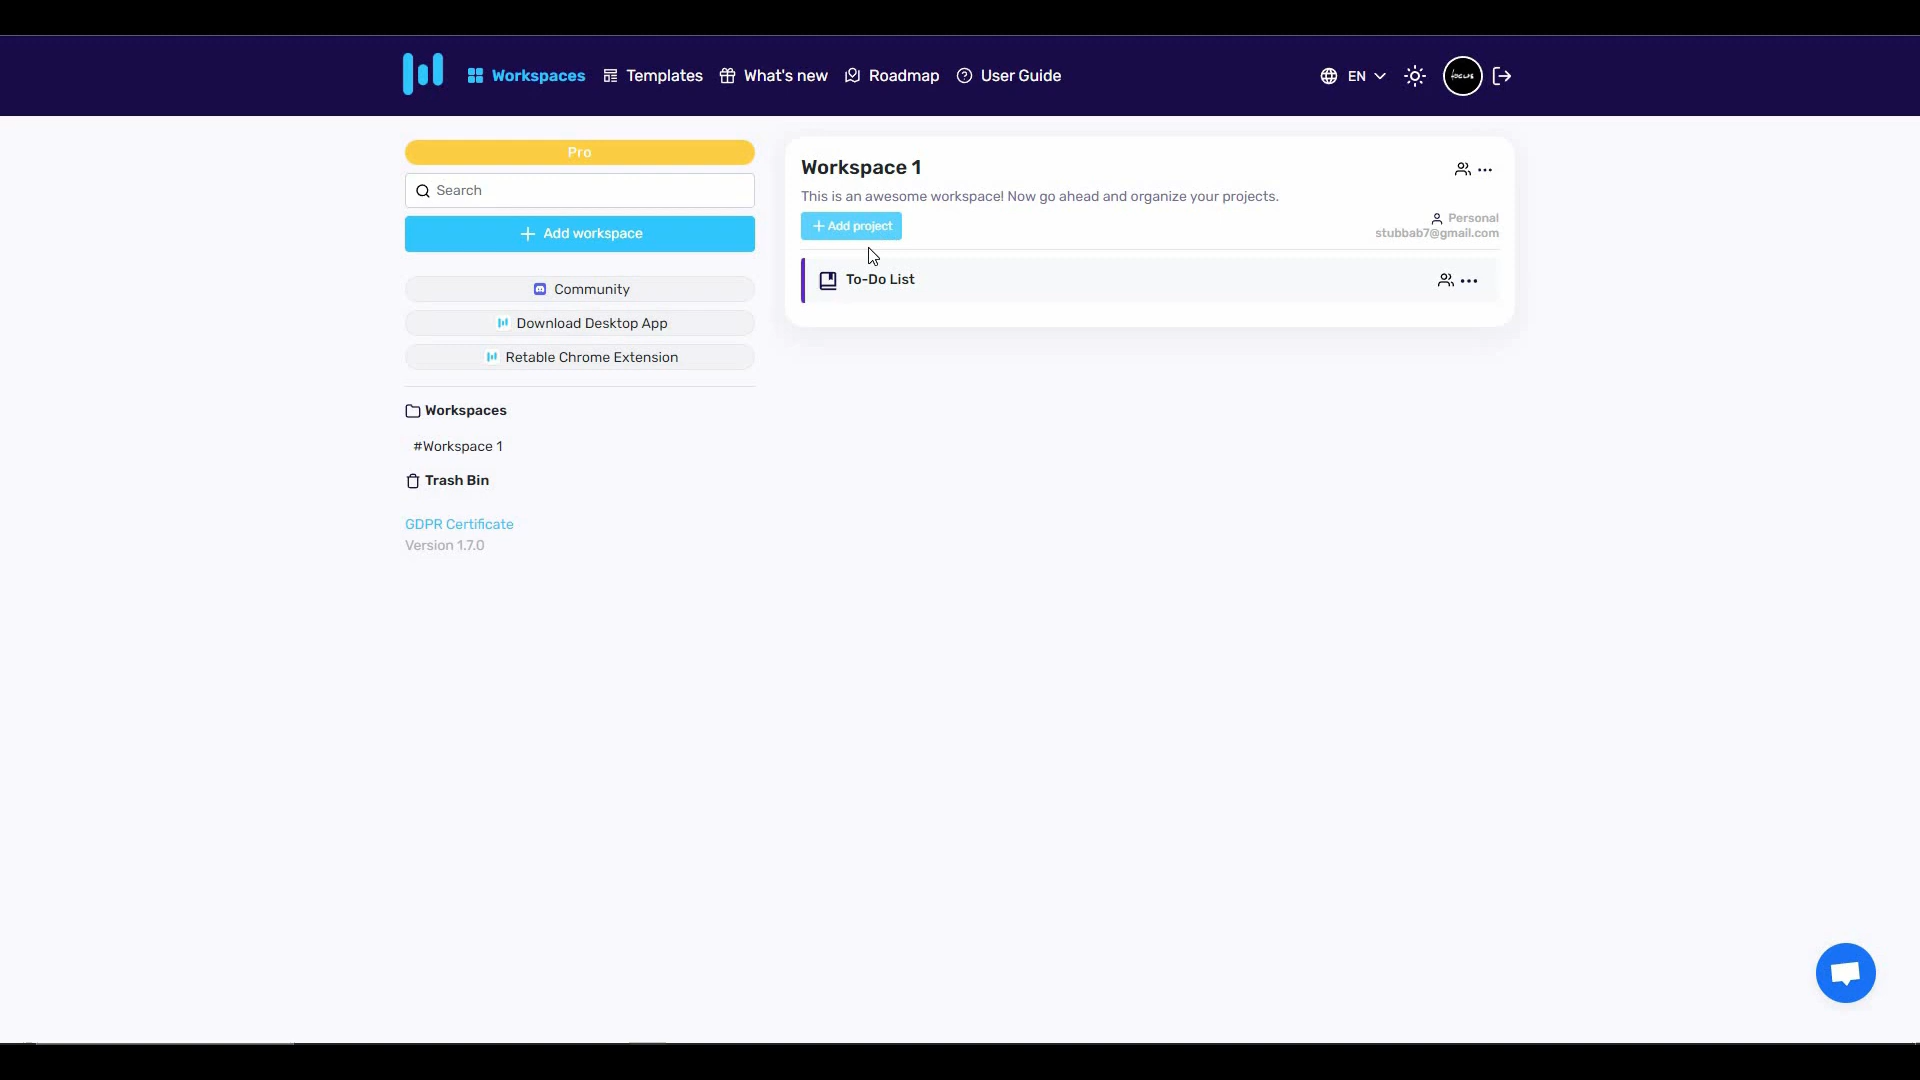 Workspaces Templates What's new Roadmap User Guide EN focus
Pro
Search
Add workspace
Community
Download Desktop App
Retable Chrome Extension
Workspaces
#Workspace 1
Trash Bin
GDPR Certificate
Version 1.7.0
Workspace 1
This is an awesome workspace! Now go ahead and organize your projects.
Add project
Personal
stubbab7@gmail.com
To-Do List